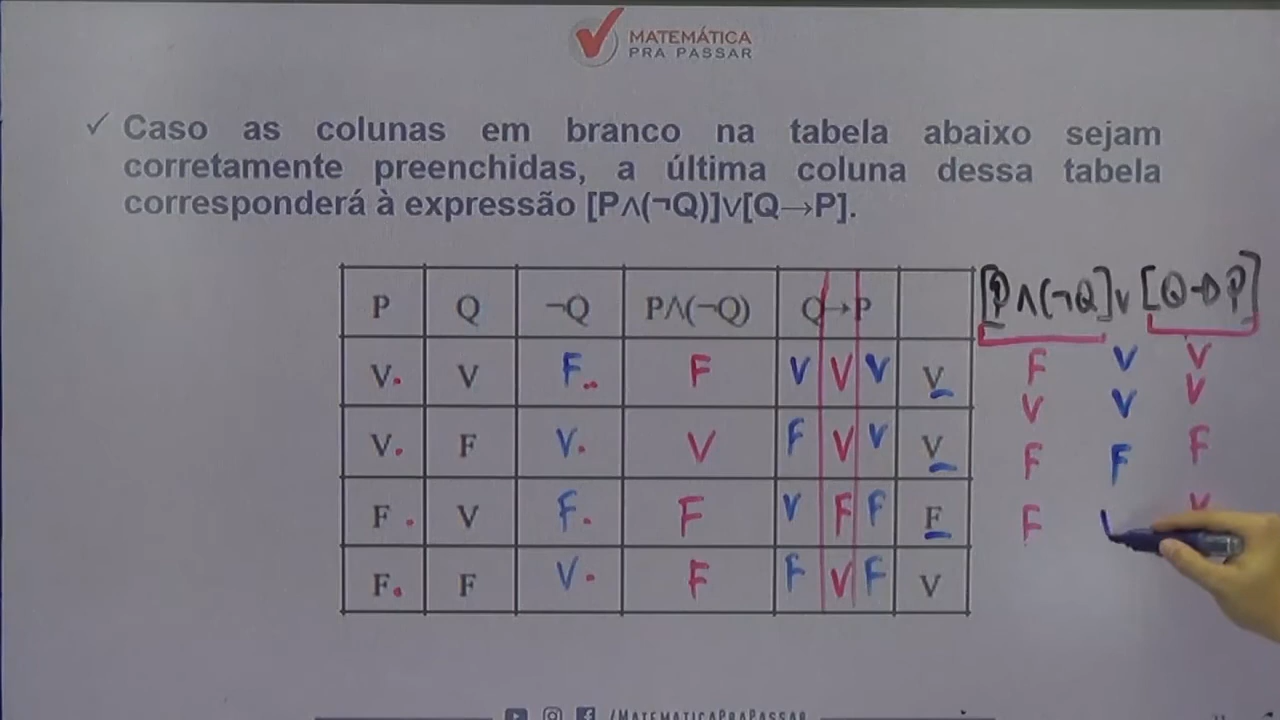 MATEMÁTICA
PRA PASSAR
✓ Caso as colunas em branco na tabela abaixo sejam
corretamente preenchidas, a última coluna dessa tabela
corresponderá à expressão [P∧(¬Q)]∨[Q→P].
P Q ¬Q P∧(¬Q) Q→P [P∧(¬Q] ∨ [Q→P]
V V F F V V V V F V V
V F V V F V V V V V V
F V F F V F F F F F F
F F V F F V F V F V
/MATEMATICAPRAPASSAR